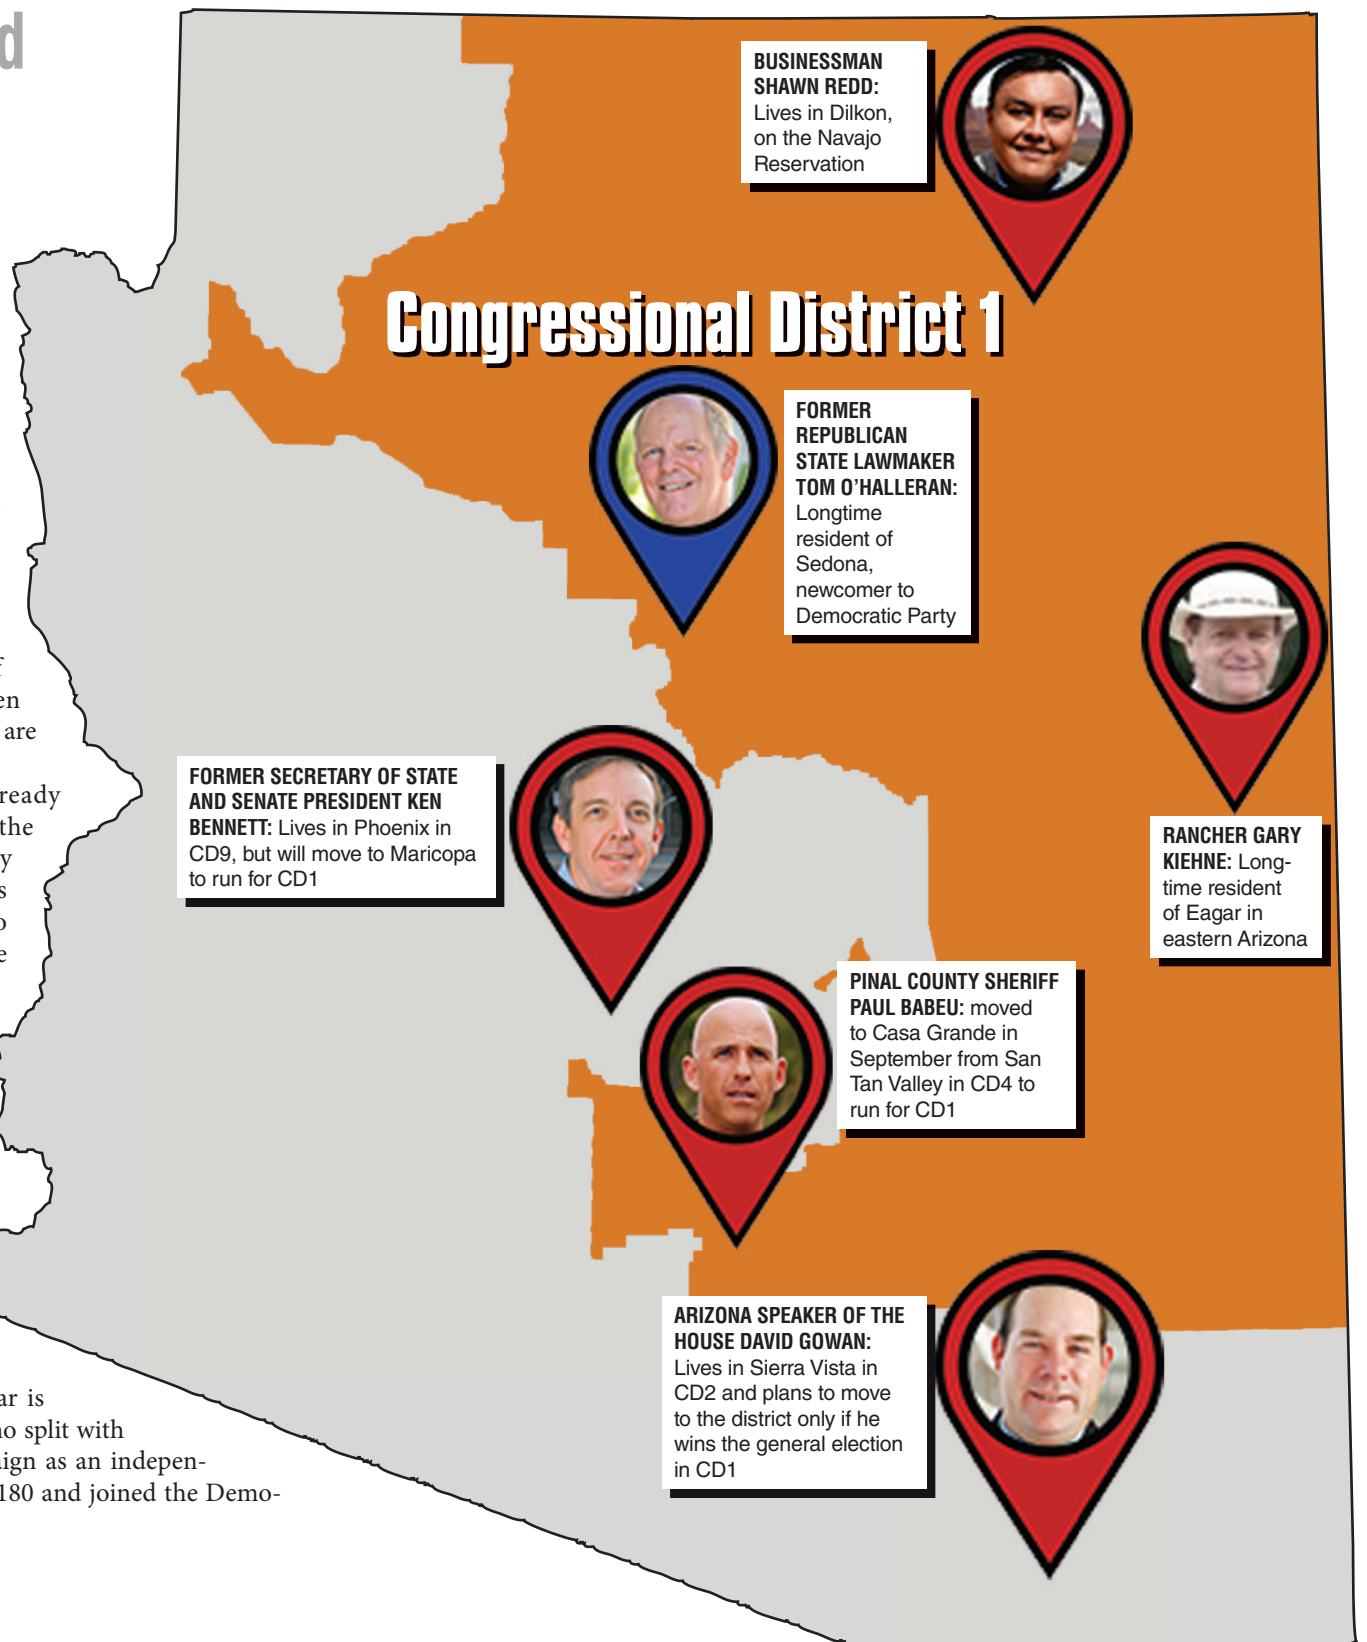 d
BUSINESSMAN
SHAWN REDD:
Lives in Dilkon,
on the Navajo
Reservation
Congressional District 1
FORMER
REPUBLICAN
STATE LAWMAKER
TOM O’HALLERAN:
Longtime
resident of
Sedona,
newcomer to
Democratic Party
en
are
ready
the
y
s
o
e
FORMER SECRETARY OF STATE
AND SENATE PRESIDENT KEN
BENNETT: Lives in Phoenix in
CD9, but will move to Maricopa
to run for CD1
RANCHER GARY
KIEHNE: Long-
time resident
of Eagar in
eastern Arizona
PINAL COUNTY SHERIFF
PAUL BABEU: moved
to Casa Grande in
September from San
Tan Valley in CD4 to
run for CD1
ARIZONA SPEAKER OF THE
HOUSE DAVID GOWAN:
Lives in Sierra Vista in
CD2 and plans to move
to the district only if he
wins the general election
in CD1
ar is
no split with
aign as an indepen-
180 and joined the Demo-